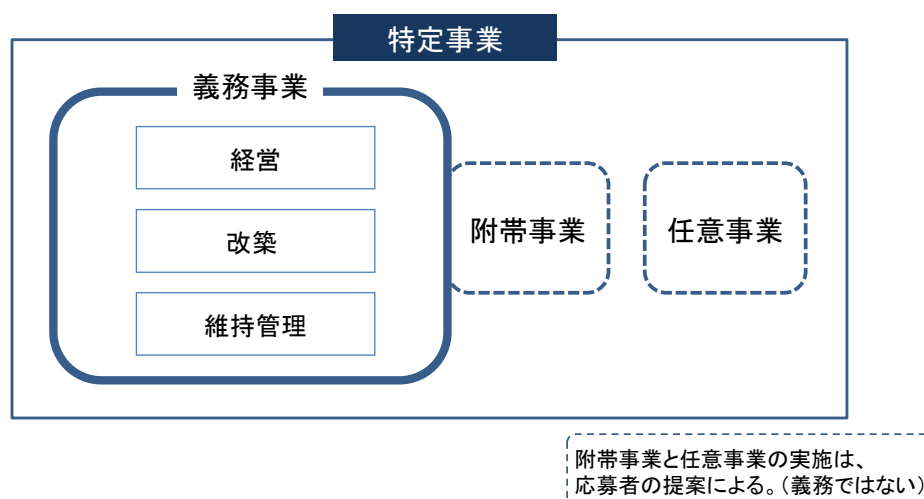 特定事業
義務事業
経営
改築
維持管理
附帯事業
任意事業
附帯事業と任意事業の実施は、
応募者の提案による。(義務ではない)